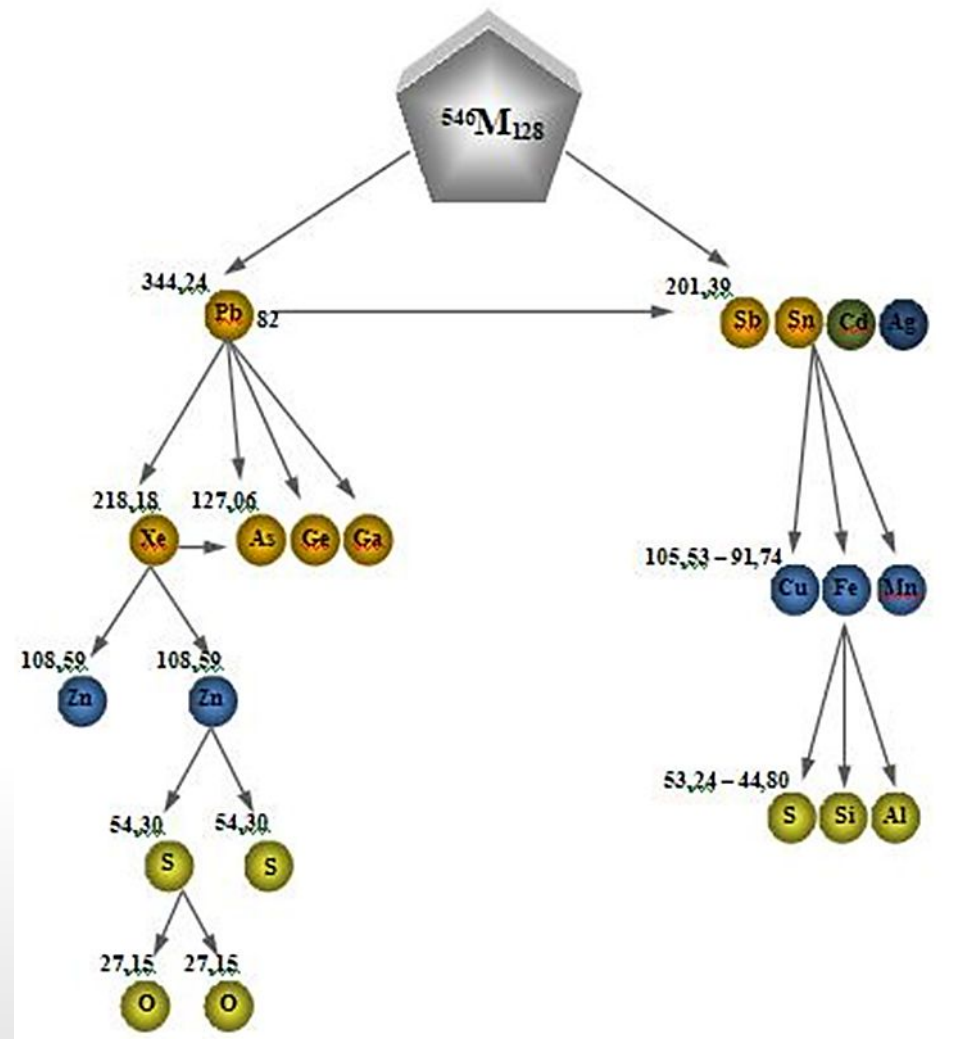 ⁵⁴⁶M₁₂₈
344,24
Pb 82
201,39
Sb Sn Cd Ag
218,18 127,06
Xe As Ge Ga
105,53 – 91,74
Cu Fe Mn
108,59 108,59
Zn Zn
53,24 – 44,80
S Si Al
54,30 54,30
S S
27,15 27,15
O O